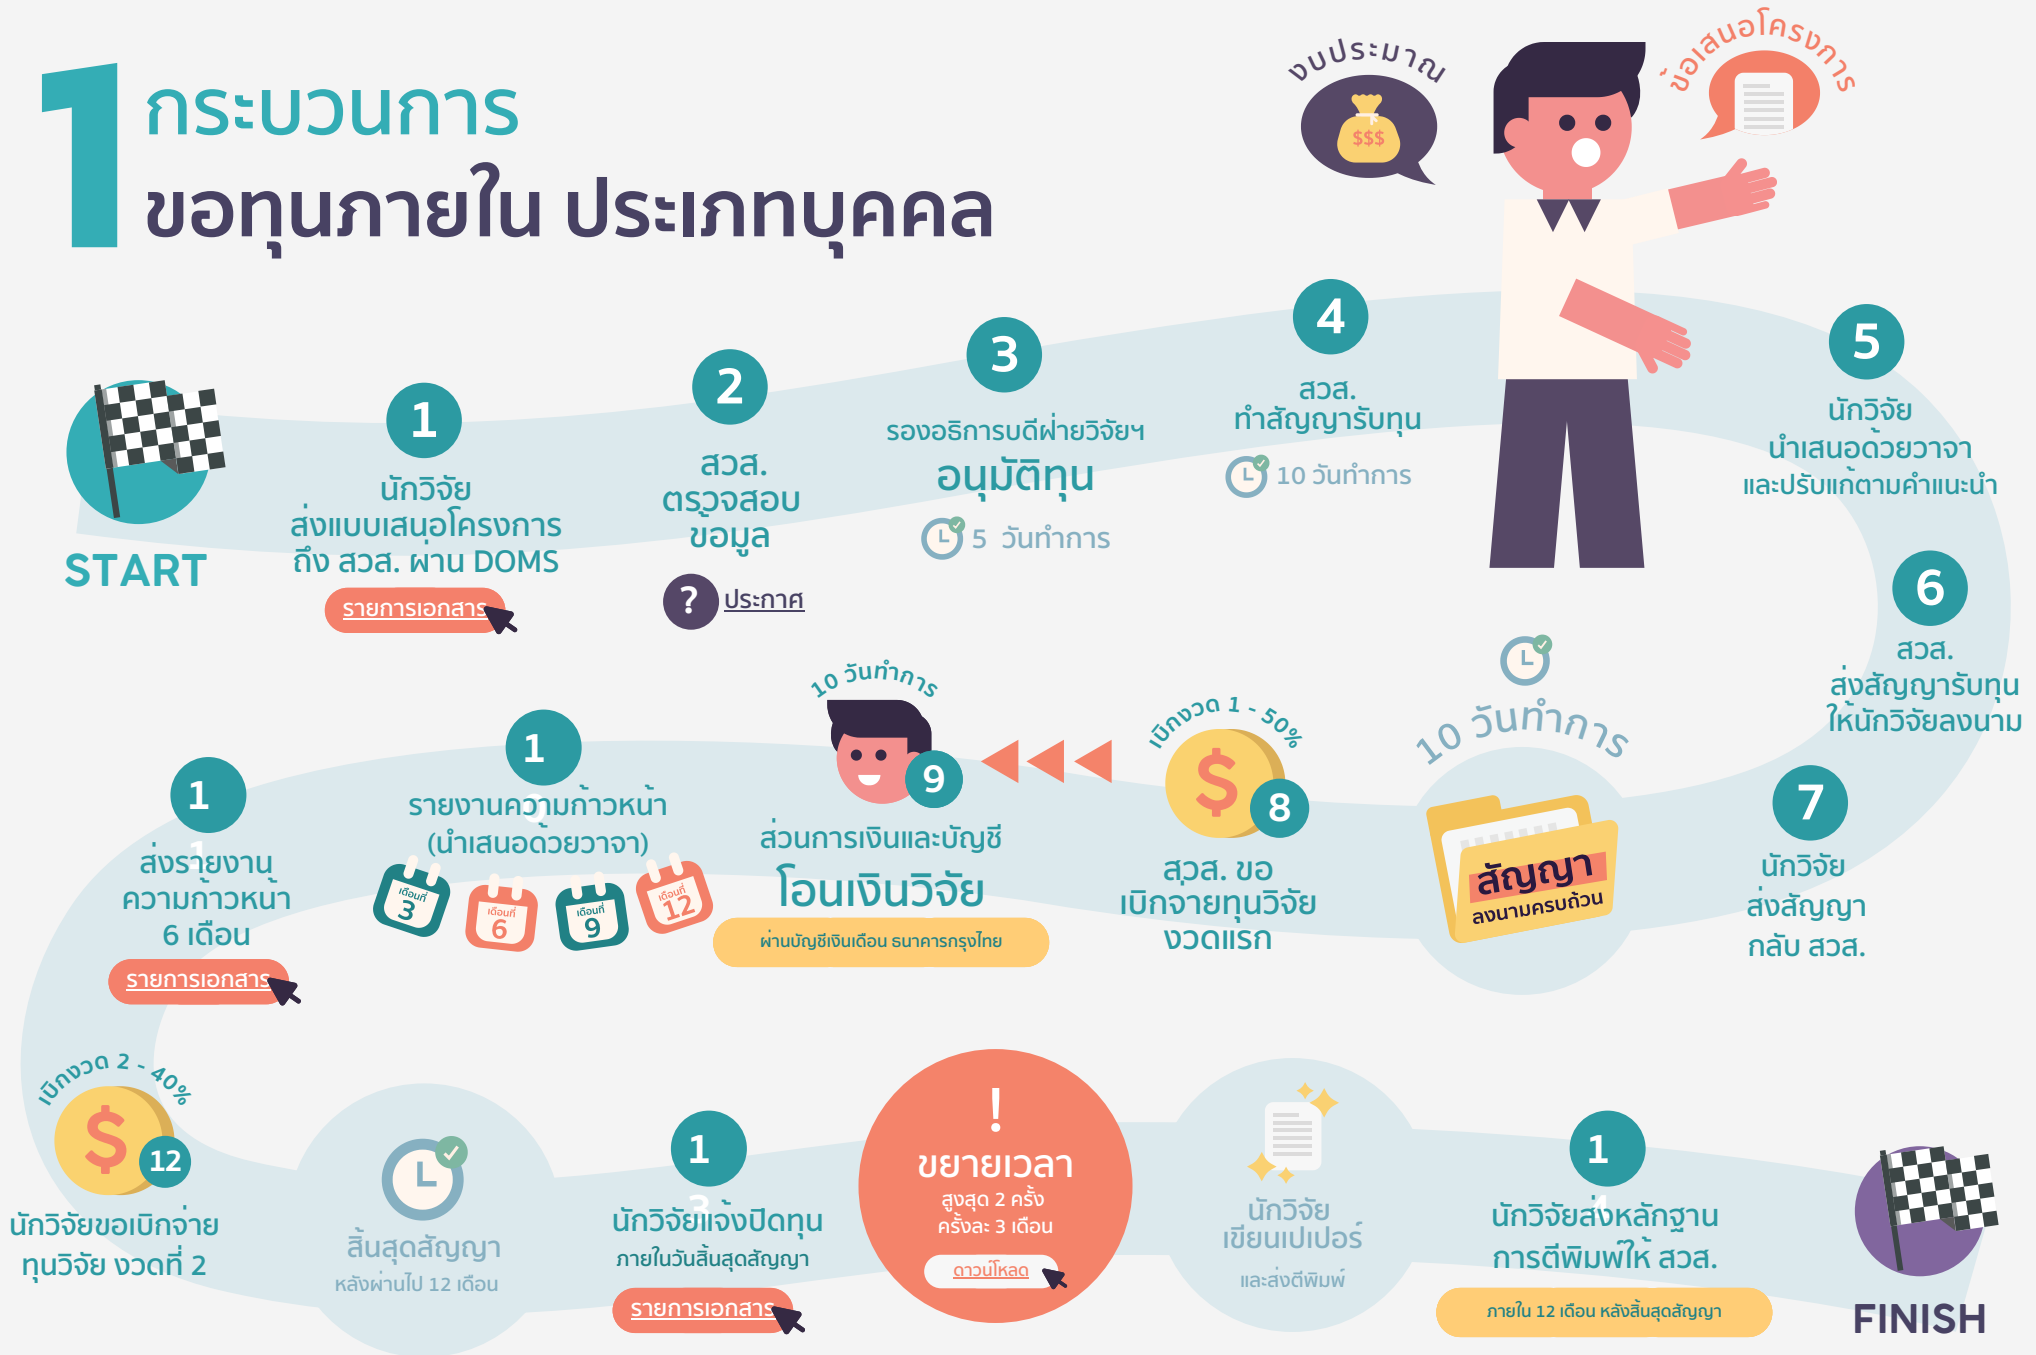 1
กระบวนการ
ขอทุนภายใน ประเภทบุคคล
งบประมาณ
$$$
ข้อเสนอโครงการ
START
1
นักวิจัย
ส่งแบบเสนอโครงการ
ถึง สวส. ผ่าน DOMS
รายการเอกสาร
2
สวส.
ตรวจสอบ
ข้อมูล
?
ประกาศ
3
รองอธิการบดีฝ่ายวิจัยฯ
อนุมัติทุน
5 วันทำการ
4
สวส.
ทำสัญญารับทุน
10 วันทำการ
5
นักวิจัย
นำเสนอด้วยวาจา
และปรับแก้ตามคำแนะนำ
6
สวส.
ส่งสัญญารับทุน
ให้นักวิจัยลงนาม
7
นักวิจัย
ส่งสัญญา
กลับ สวส.
10 วันทำการ
สัญญา
ลงนามครบถ้วน
เบิกงวด 1 - 50%
$
8
สวส. ขอ
เบิกจ่ายทุนวิจัย
งวดแรก
10 วันทำการ
9
ส่วนการเงินและบัญชี
โอนเงินวิจัย
ผ่านบัญชีเงินเดือน ธนาคารกรุงไทย
1
0
รายงานความก้าวหน้า
(นำเสนอด้วยวาจา)
เดือนที่
3
เดือนที่
6
เดือนที่
9
เดือนที่
12
1
1
ส่งรายงาน
ความก้าวหน้า
6 เดือน
รายการเอกสาร
เบิกงวด 2 - 40%
$
12
นักวิจัยขอเบิกจ่าย
ทุนวิจัย งวดที่ 2
สิ้นสุดสัญญา
หลังผ่านไป 12 เดือน
1
3
นักวิจัยแจ้งปิดทุน
ภายในวันสิ้นสุดสัญญา
รายการเอกสาร
!
ขยายเวลา
สูงสุด 2 ครั้ง
ครั้งละ 3 เดือน
ดาวน์โหลด
นักวิจัย
เขียนเปเปอร์
และส่งตีพิมพ์
1
4
นักวิจัยส่งหลักฐาน
การตีพิมพ์ให้ สวส.
ภายใน 12 เดือน หลังสิ้นสุดสัญญา
FINISH